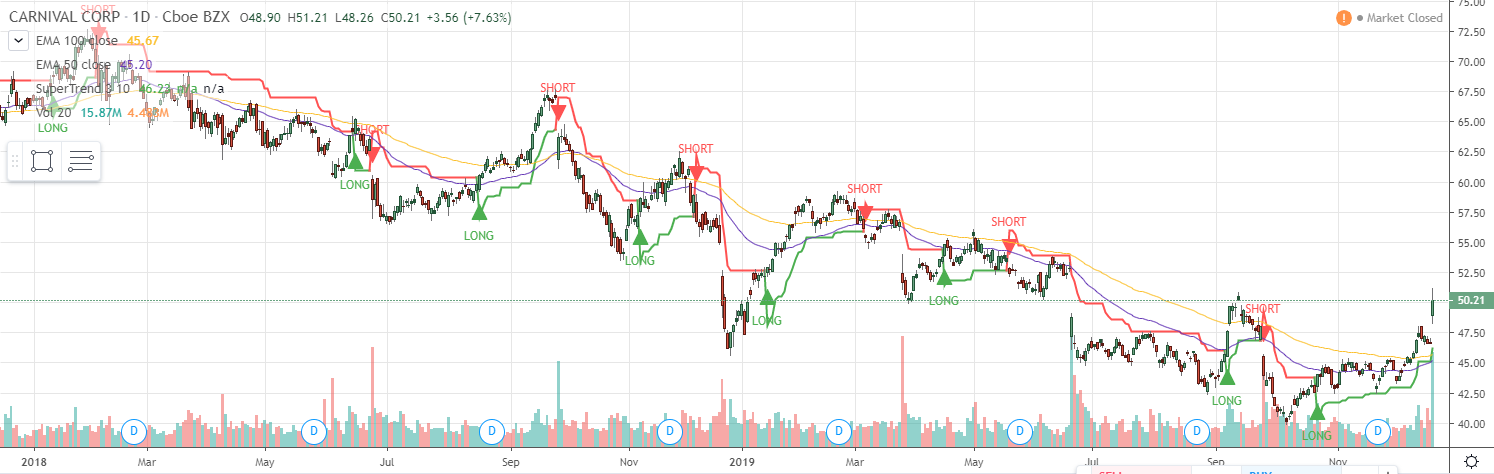 SHORT
CARNIVAL CORP · 1D · Cboe BZX O48.90 H51.21 L48.26 C50.21 +3.56 (+7.63%)
Market Closed
EMA 100 close 45.67
EMA 50 close 45.20
SuperTrend 3 10 46.23 n/a n/a
Vol 20 15.87M
LONG
SHORT
LONG
LONG
SHORT
LONG
SHORT
LONG
SHORT
LONG
SHORT
LONG
SHORT
LONG
75.00
72.50
70.00
67.50
65.00
62.50
60.00
57.50
55.00
52.50
50.21
47.50
45.00
42.50
40.00
D D D D D D D D
2018 Mar May Jul Sep Nov 2019 Mar May Jul Sep Nov